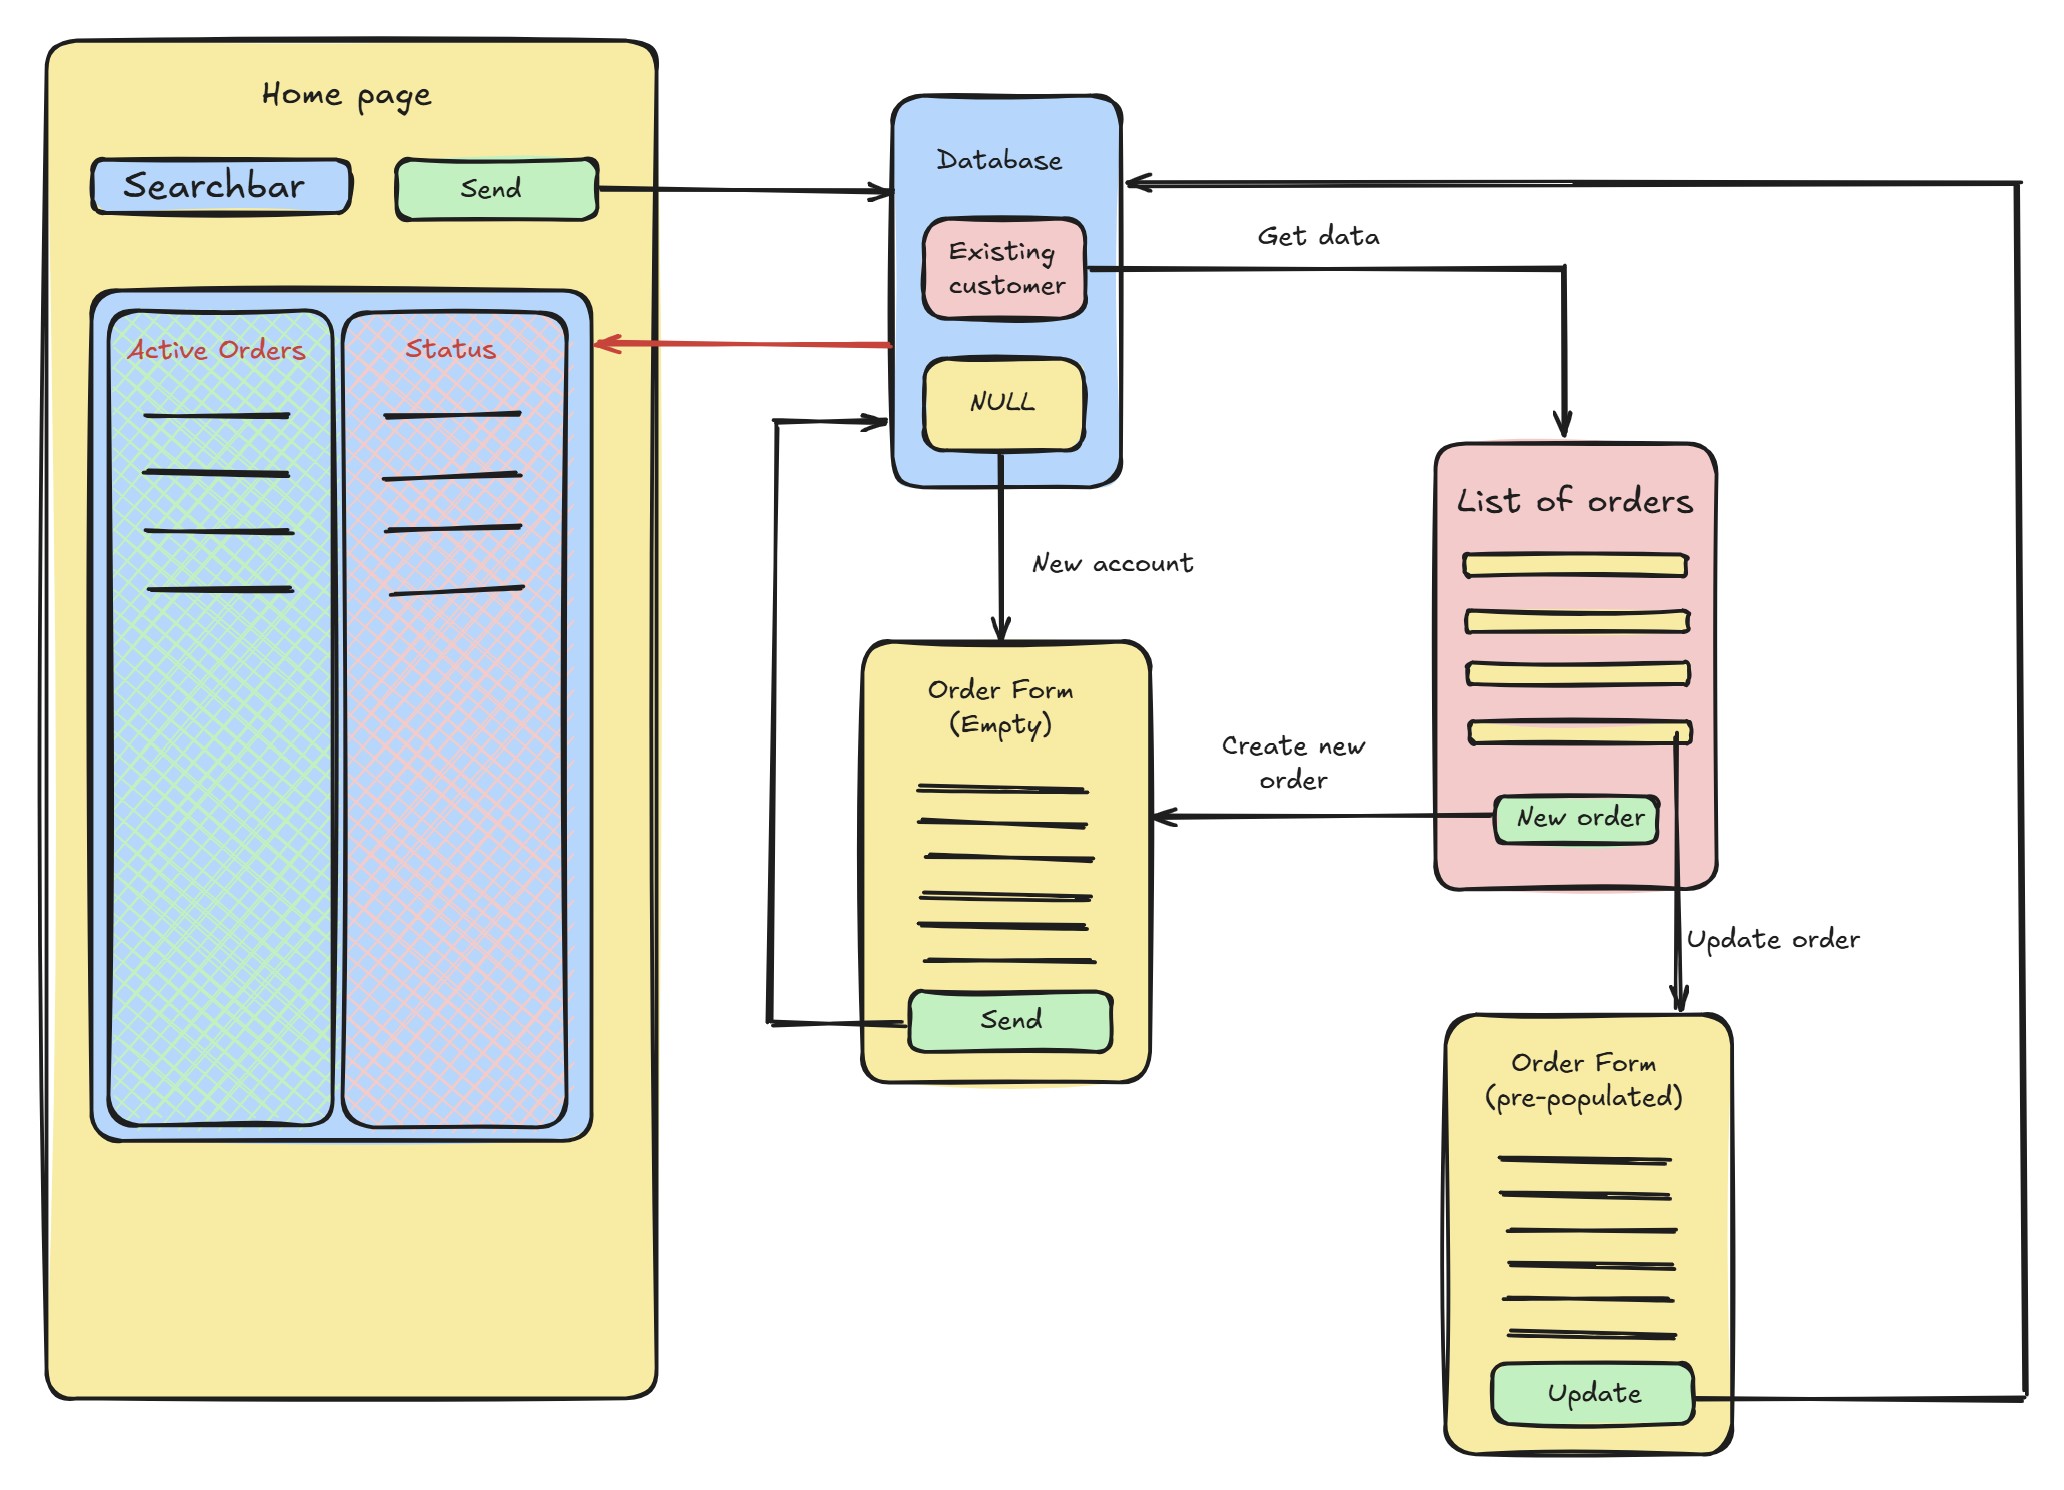 Home page
Searchbar
Send
Active Orders
Status
Database
Existing
customer
NULL
Get data
New account
List of orders
New order
Create new
order
Order Form
(Empty)
Send
Update order
Order Form
(pre-populated)
Update